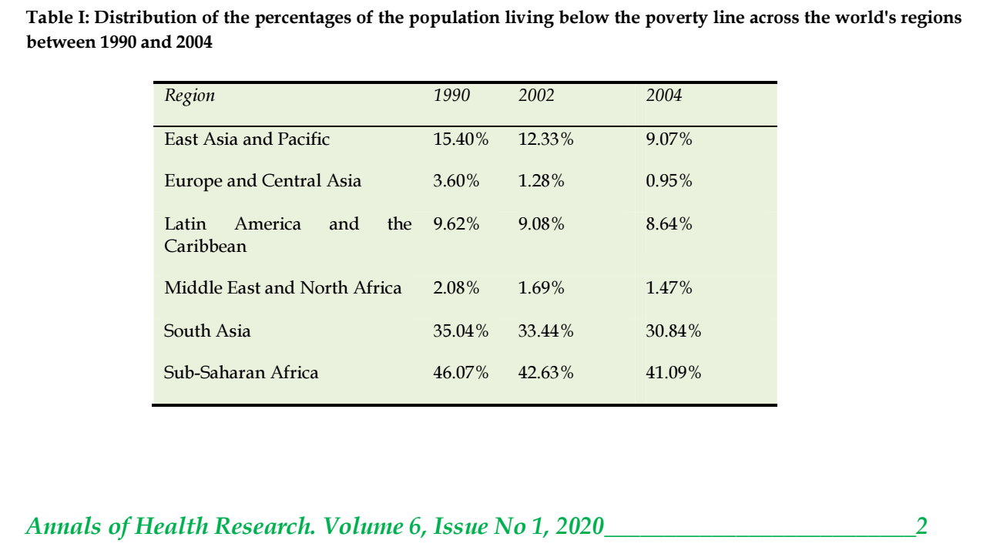 Table I: Distribution of the percentages of the population living below the poverty line across the world's regions
between 1990 and 2004
Region 1990 2002 2004
East Asia and Pacific 15.40% 12.33% 9.07%
Europe and Central Asia 3.60% 1.28% 0.95%
Latin America and the 9.62% 9.08% 8.64%
Caribbean
Middle East and North Africa 2.08% 1.69% 1.47%
South Asia 35.04% 33.44% 30.84%
Sub-Saharan Africa 46.07% 42.63% 41.09%
Annals of Health Research. Volume 6, Issue No 1, 2020__________________________2